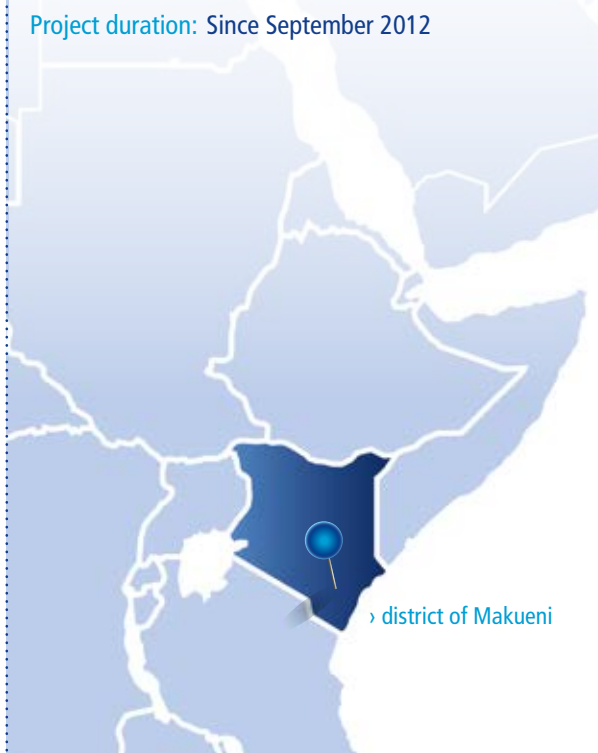 Project duration: Since September 2012
› district of Makueni